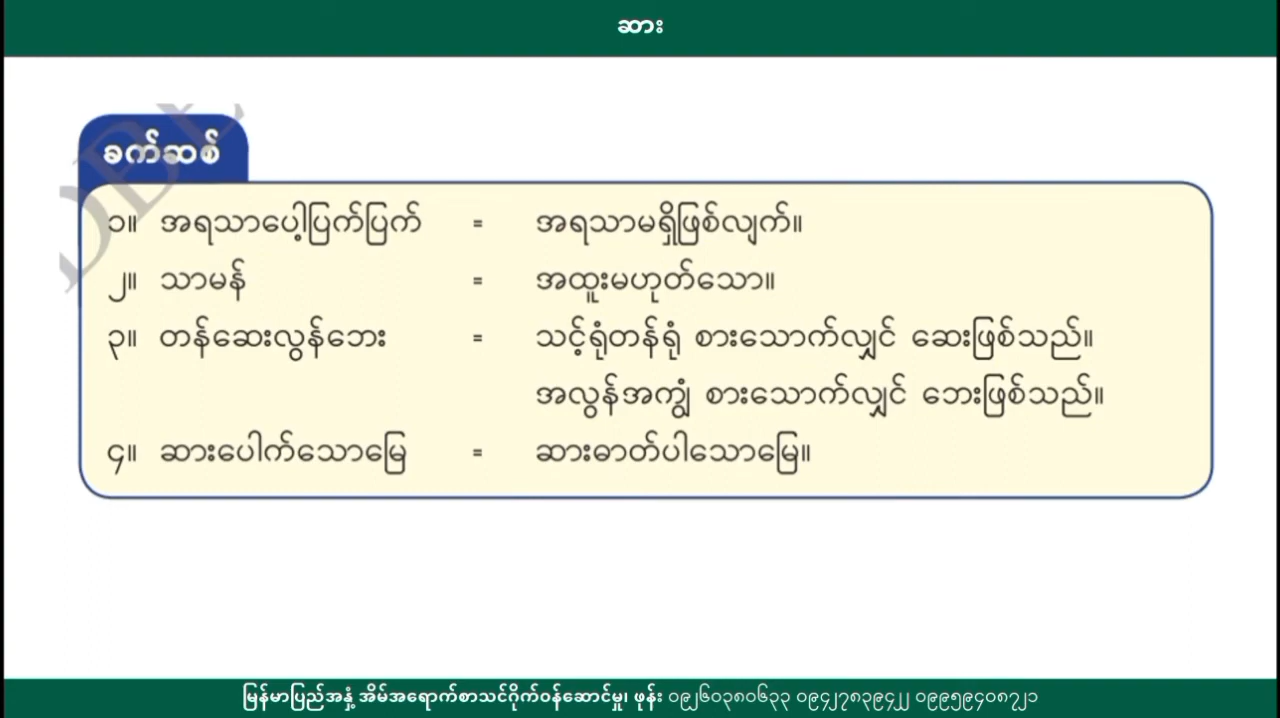 ဆား
ခက်ဆစ်
၁။ အရသာပေါ့ပြက်ပြက် = အရသာမရှိဖြစ်လျက်။
၂။ သာမန် = အထူးမဟုတ်သော။
၃။ တန်ဆေးလွန်ဘေး = သင့်ရုံတန်ရုံ စားသောက်လျှင် ဆေးဖြစ်သည်။
အလွန်အကျွံ စားသောက်လျှင် ဘေးဖြစ်သည်။
၄။ ဆားပေါက်သောမြေ = ဆားဓာတ်ပါသောမြေ။
မြန်မာပြည်အနှံ့ အိမ်အရောက်စာသင်ဂိုက်ဝန်ဆောင်မှု၊ ဖုန်း ၀၉၂၆၀၃၈၀၆၃၃ ၀၉၄၂၇၈၃၉၄၂၂ ၀၉၉၅၉၄၀၈၇၂၁